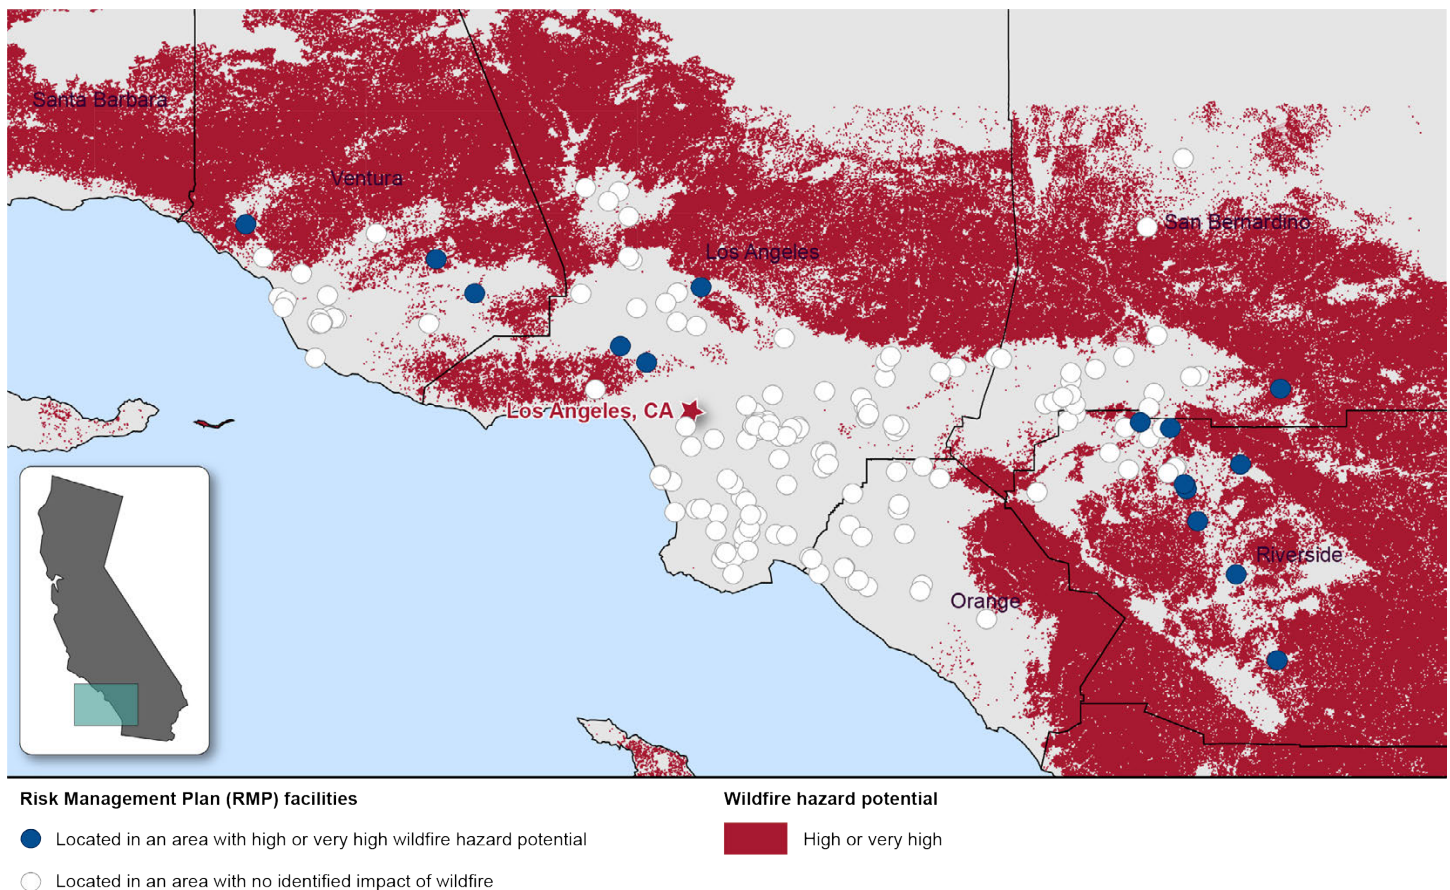 Santa Barbara
Ventura
San Bernardino
Los Angeles
Los Angeles, CA
Riverside
Orange
Risk Management Plan (RMP) facilities
Located in an area with high or very high wildfire hazard potential
Located in an area with no identified impact of wildfire
Wildfire hazard potential
High or very high